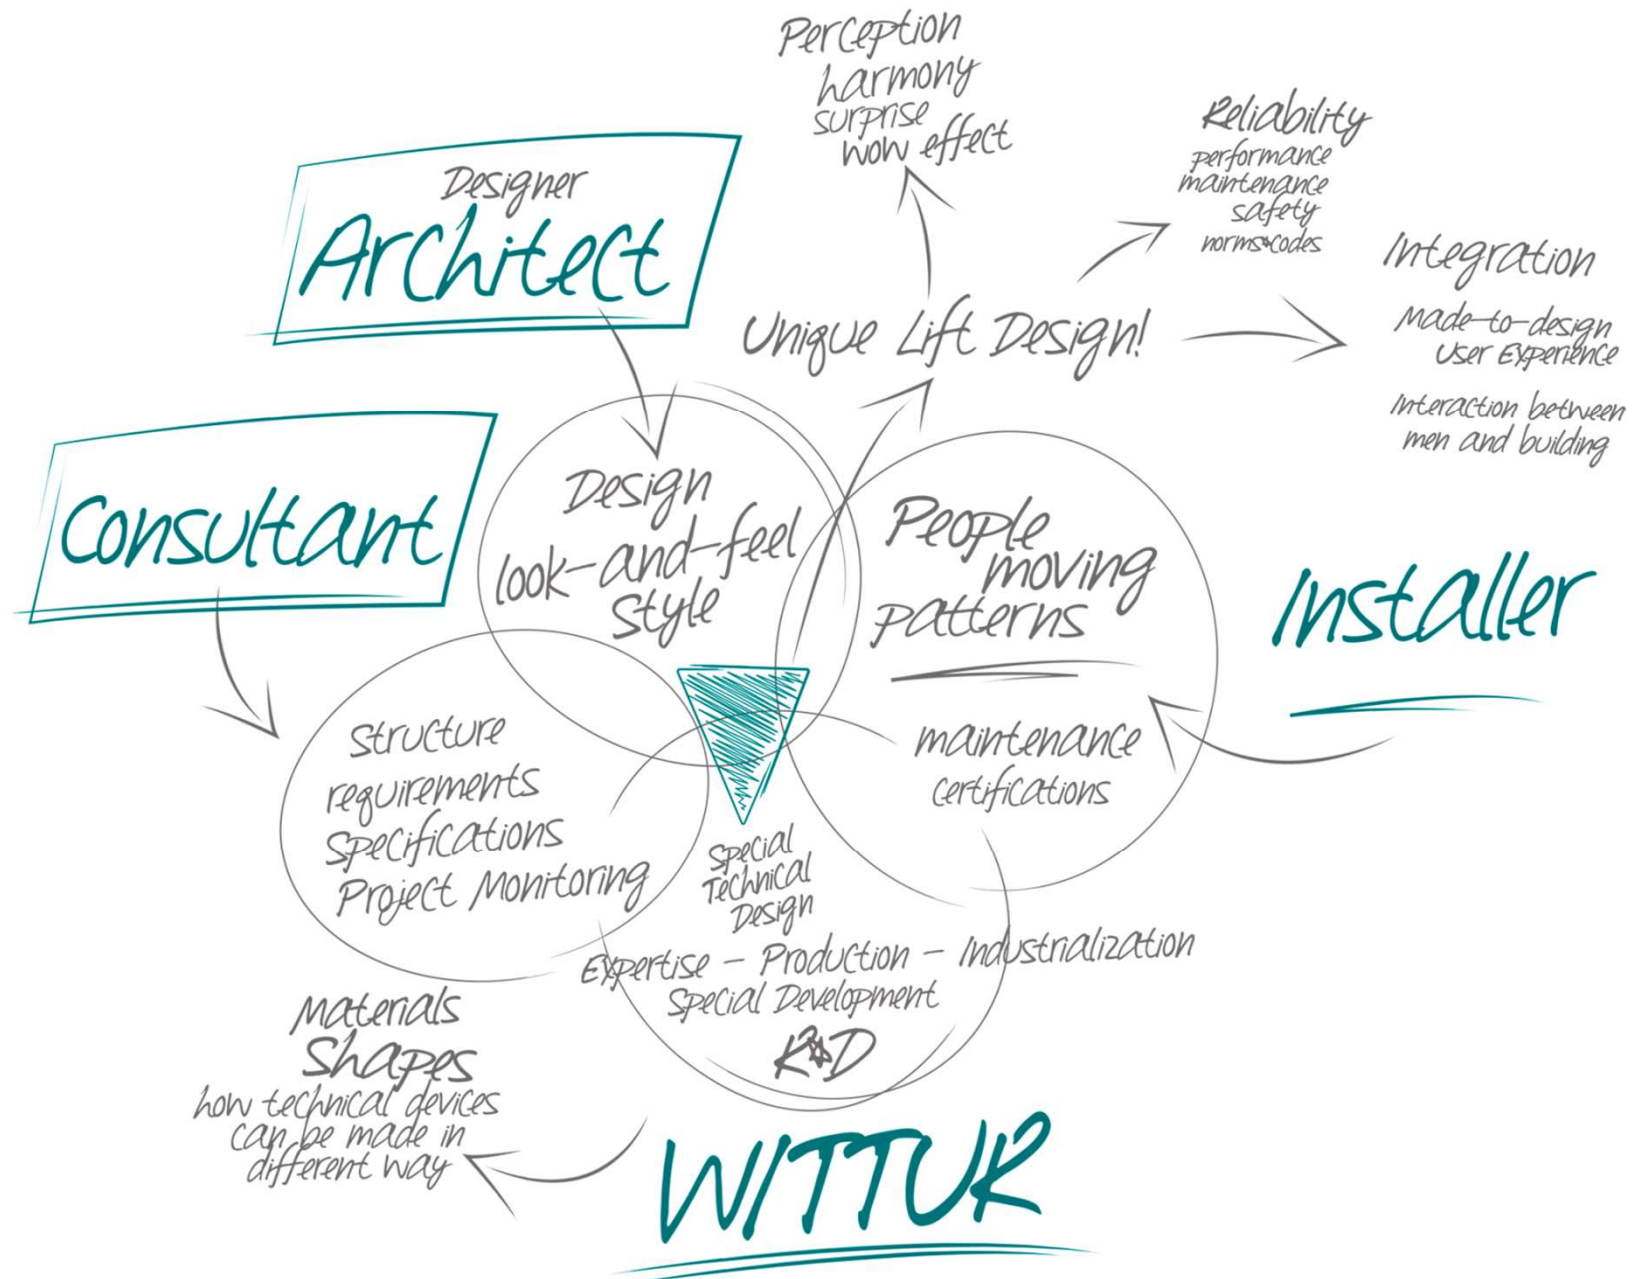 Perception
harmony
surprise
wow effect
Reliability
performance
maintenance
safety
norms&codes
Integration
Made-to-design
User Experience
Interaction between
men and building
Designer
Architect
Unique Lift Design!
Consultant
Design
look-and-feel
style
People
moving
patterns
maintenance
certifications
Installer
Structure
requirements
Specifications
Project Monitoring
Special
Technical
Design
Expertise – Production – Industrialization
Special Development
R&D
Materials
Shapes
how technical devices
can be made in
different way
WITTUR